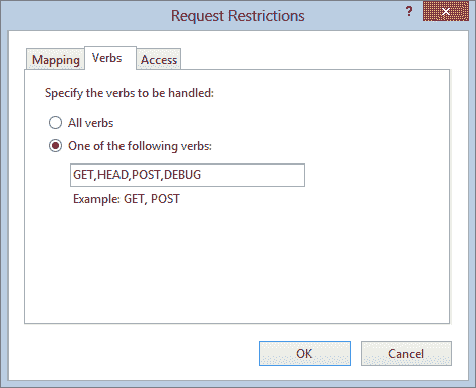 Request Restrictions
? x
Mapping Verbs Access
Specify the verbs to be handled:
All verbs
One of the following verbs:
GET,HEAD,POST,DEBUG
Example: GET, POST
OK Cancel